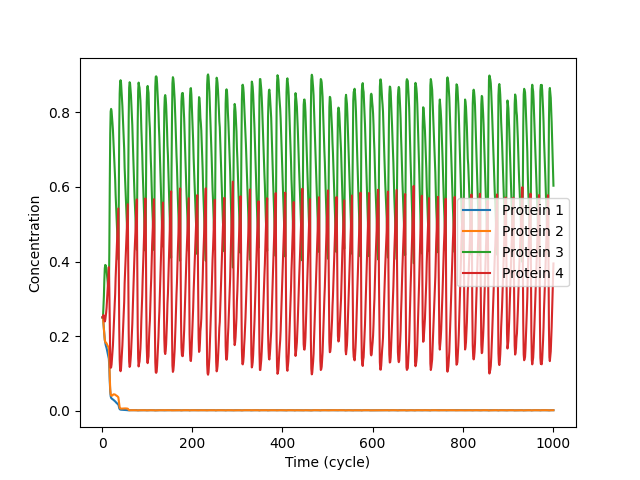 Concentration
0.8
0.6
0.4
0.2
0.0
Protein 1
Protein 2
Protein 3
Protein 4
0 200 400 600 800 1000
Time (cycle)